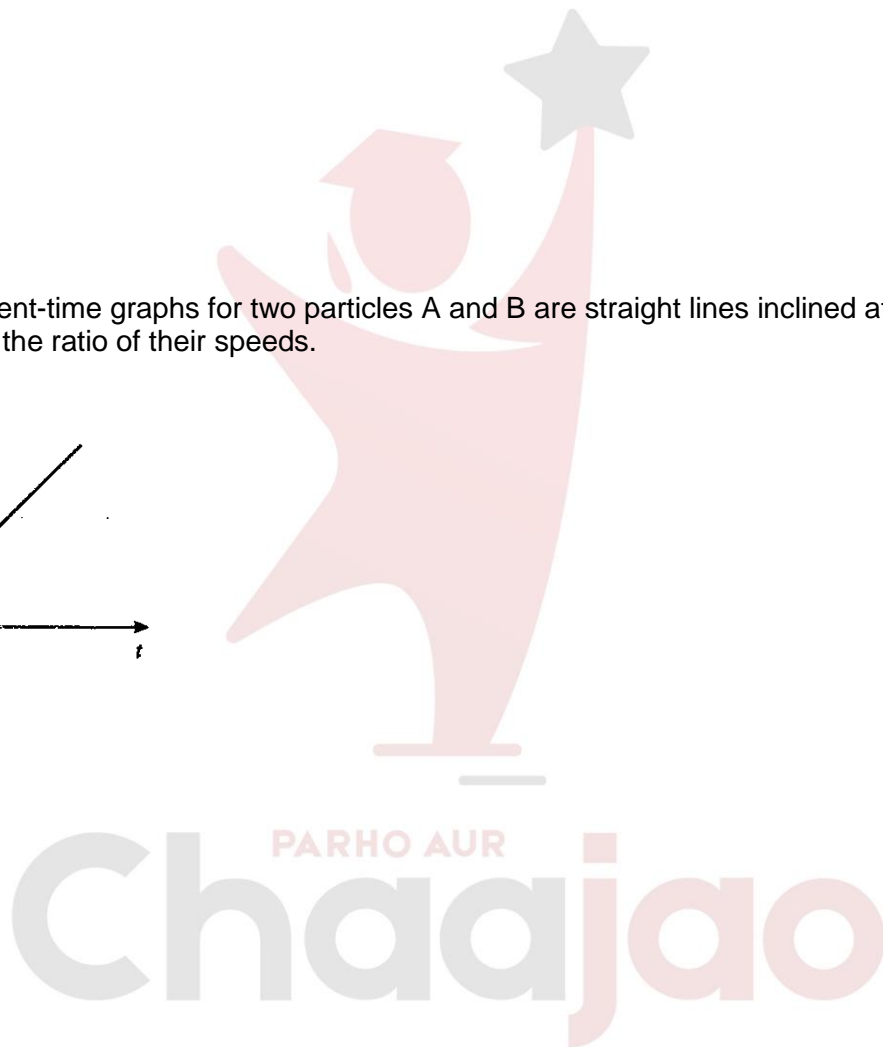 ent-time graphs for two particles A and B are straight lines inclined a
the ratio of their speeds.
t
PARHO AUR
Chaajao